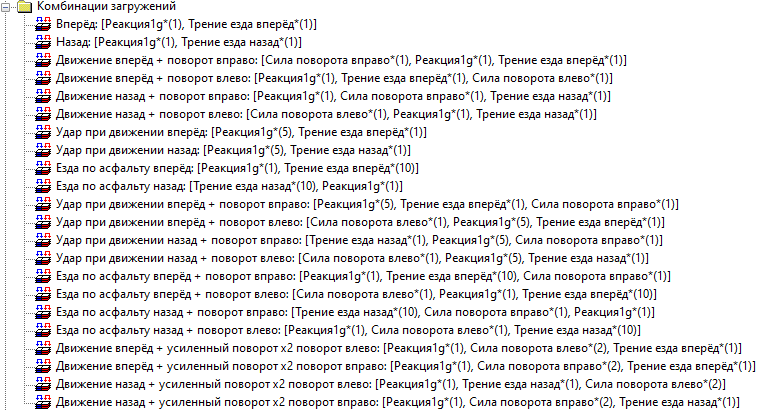 Комбинации загружений
Вперёд: [Реакция1g*(1), Трение езда вперёд*(1)]
Назад: [Реакция1g*(1), Трение езда назад*(1)]
Движение вперёд + поворот вправо: [Сила поворота вправо*(1), Реакция1g*(1), Трение езда вперёд*(1)]
Движение вперёд + поворот влево: [Реакция1g*(1), Трение езда вперёд*(1), Сила поворота влево*(1)]
Движение назад + поворот вправо: [Реакция1g*(1), Сила поворота вправо*(1), Трение езда назад*(1)]
Движение назад + поворот влево: [Сила поворота влево*(1), Реакция1g*(1), Трение езда назад*(1)]
Удар при движении вперёд: [Реакция1g*(5), Трение езда вперёд*(1)]
Удар при движении назад: [Реакция1g*(5), Трение езда назад*(1)]
Езда по асфальту вперёд: [Реакция1g*(1), Трение езда вперёд*(10)]
Езда по асфальту назад: [Трение езда назад*(10), Реакция1g*(1)]
Удар при движении вперёд + поворот вправо: [Реакция1g*(5), Трение езда вперёд*(1), Сила поворота вправо*(1)]
Удар при движении вперёд + поворот влево: [Сила поворота влево*(1), Реакция1g*(5), Трение езда вперёд*(1)]
Удар при движении назад + поворот вправо: [Трение езда назад*(1), Реакция1g*(5), Сила поворота вправо*(1)]
Удар при движении назад + поворот влево: [Сила поворота влево*(1), Реакция1g*(5), Трение езда назад*(1)]
Езда по асфальту вперёд + поворот вправо: [Реакция1g*(1), Трение езда вперёд*(10), Сила поворота вправо*(1)]
Езда по асфальту вперёд + поворот влево: [Сила поворота влево*(1), Реакция1g*(1), Трение езда вперёд*(10)]
Езда по асфальту назад + поворот вправо: [Трение езда назад*(10), Сила поворота вправо*(1), Реакция1g*(1)]
Езда по асфальту назад + поворот влево: [Реакция1g*(1), Сила поворота влево*(1), Трение езда назад*(10)]
Движение вперёд + усиленный поворот x2 поворот влево: [Реакция1g*(1), Сила поворота влево*(2), Трение езда вперёд*(1)]
Движение вперёд + усиленный поворот x2 поворот вправо: [Реакция1g*(1), Сила поворота вправо*(2), Трение езда вперёд*(1)]
Движение назад + усиленный поворот x2 поворот влево: [Реакция1g*(1), Трение езда назад*(1), Сила поворота влево*(2)]
Движение назад + усиленный поворот x2 поворот вправо: [Реакция1g*(1), Сила поворота вправо*(2), Трение езда назад*(1)]